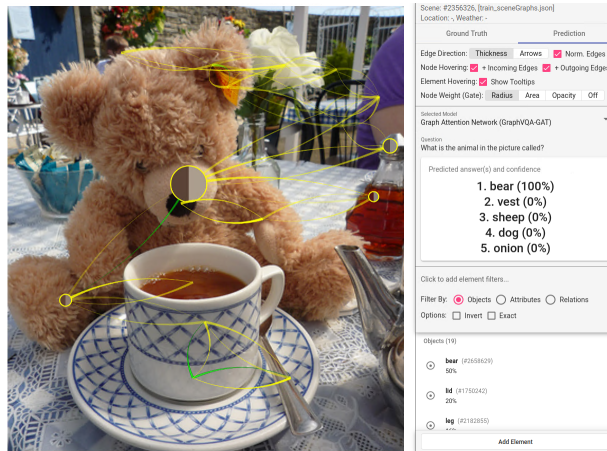 Scene: #2356326, [train_sceneGraphs.json]
Location: -, Weather: -
Ground Truth
Prediction
Edge Direction: Thickness Arrows Norm. Edges
Node Hovering: + Incoming Edges + Outgoing Edges
Element Hovering: Show Tooltips
Node Weight (Gate): Radius Area Opacity Off
Selected Model
Graph Attention Network (GraphVQA-GAT)
Question
What is the animal in the picture called?
Predicted answer(s) and confidence
1. bear (100%)
2. vest (0%)
3. sheep (0%)
4. dog (0%)
5. onion (0%)
Click to add element filters...
Filter By: Objects Attributes Relations
Options: Invert Exact
Objects (19)
bear (#2658629)
50%
lid (#1750242)
20%
leg (#2182855)
Add Element